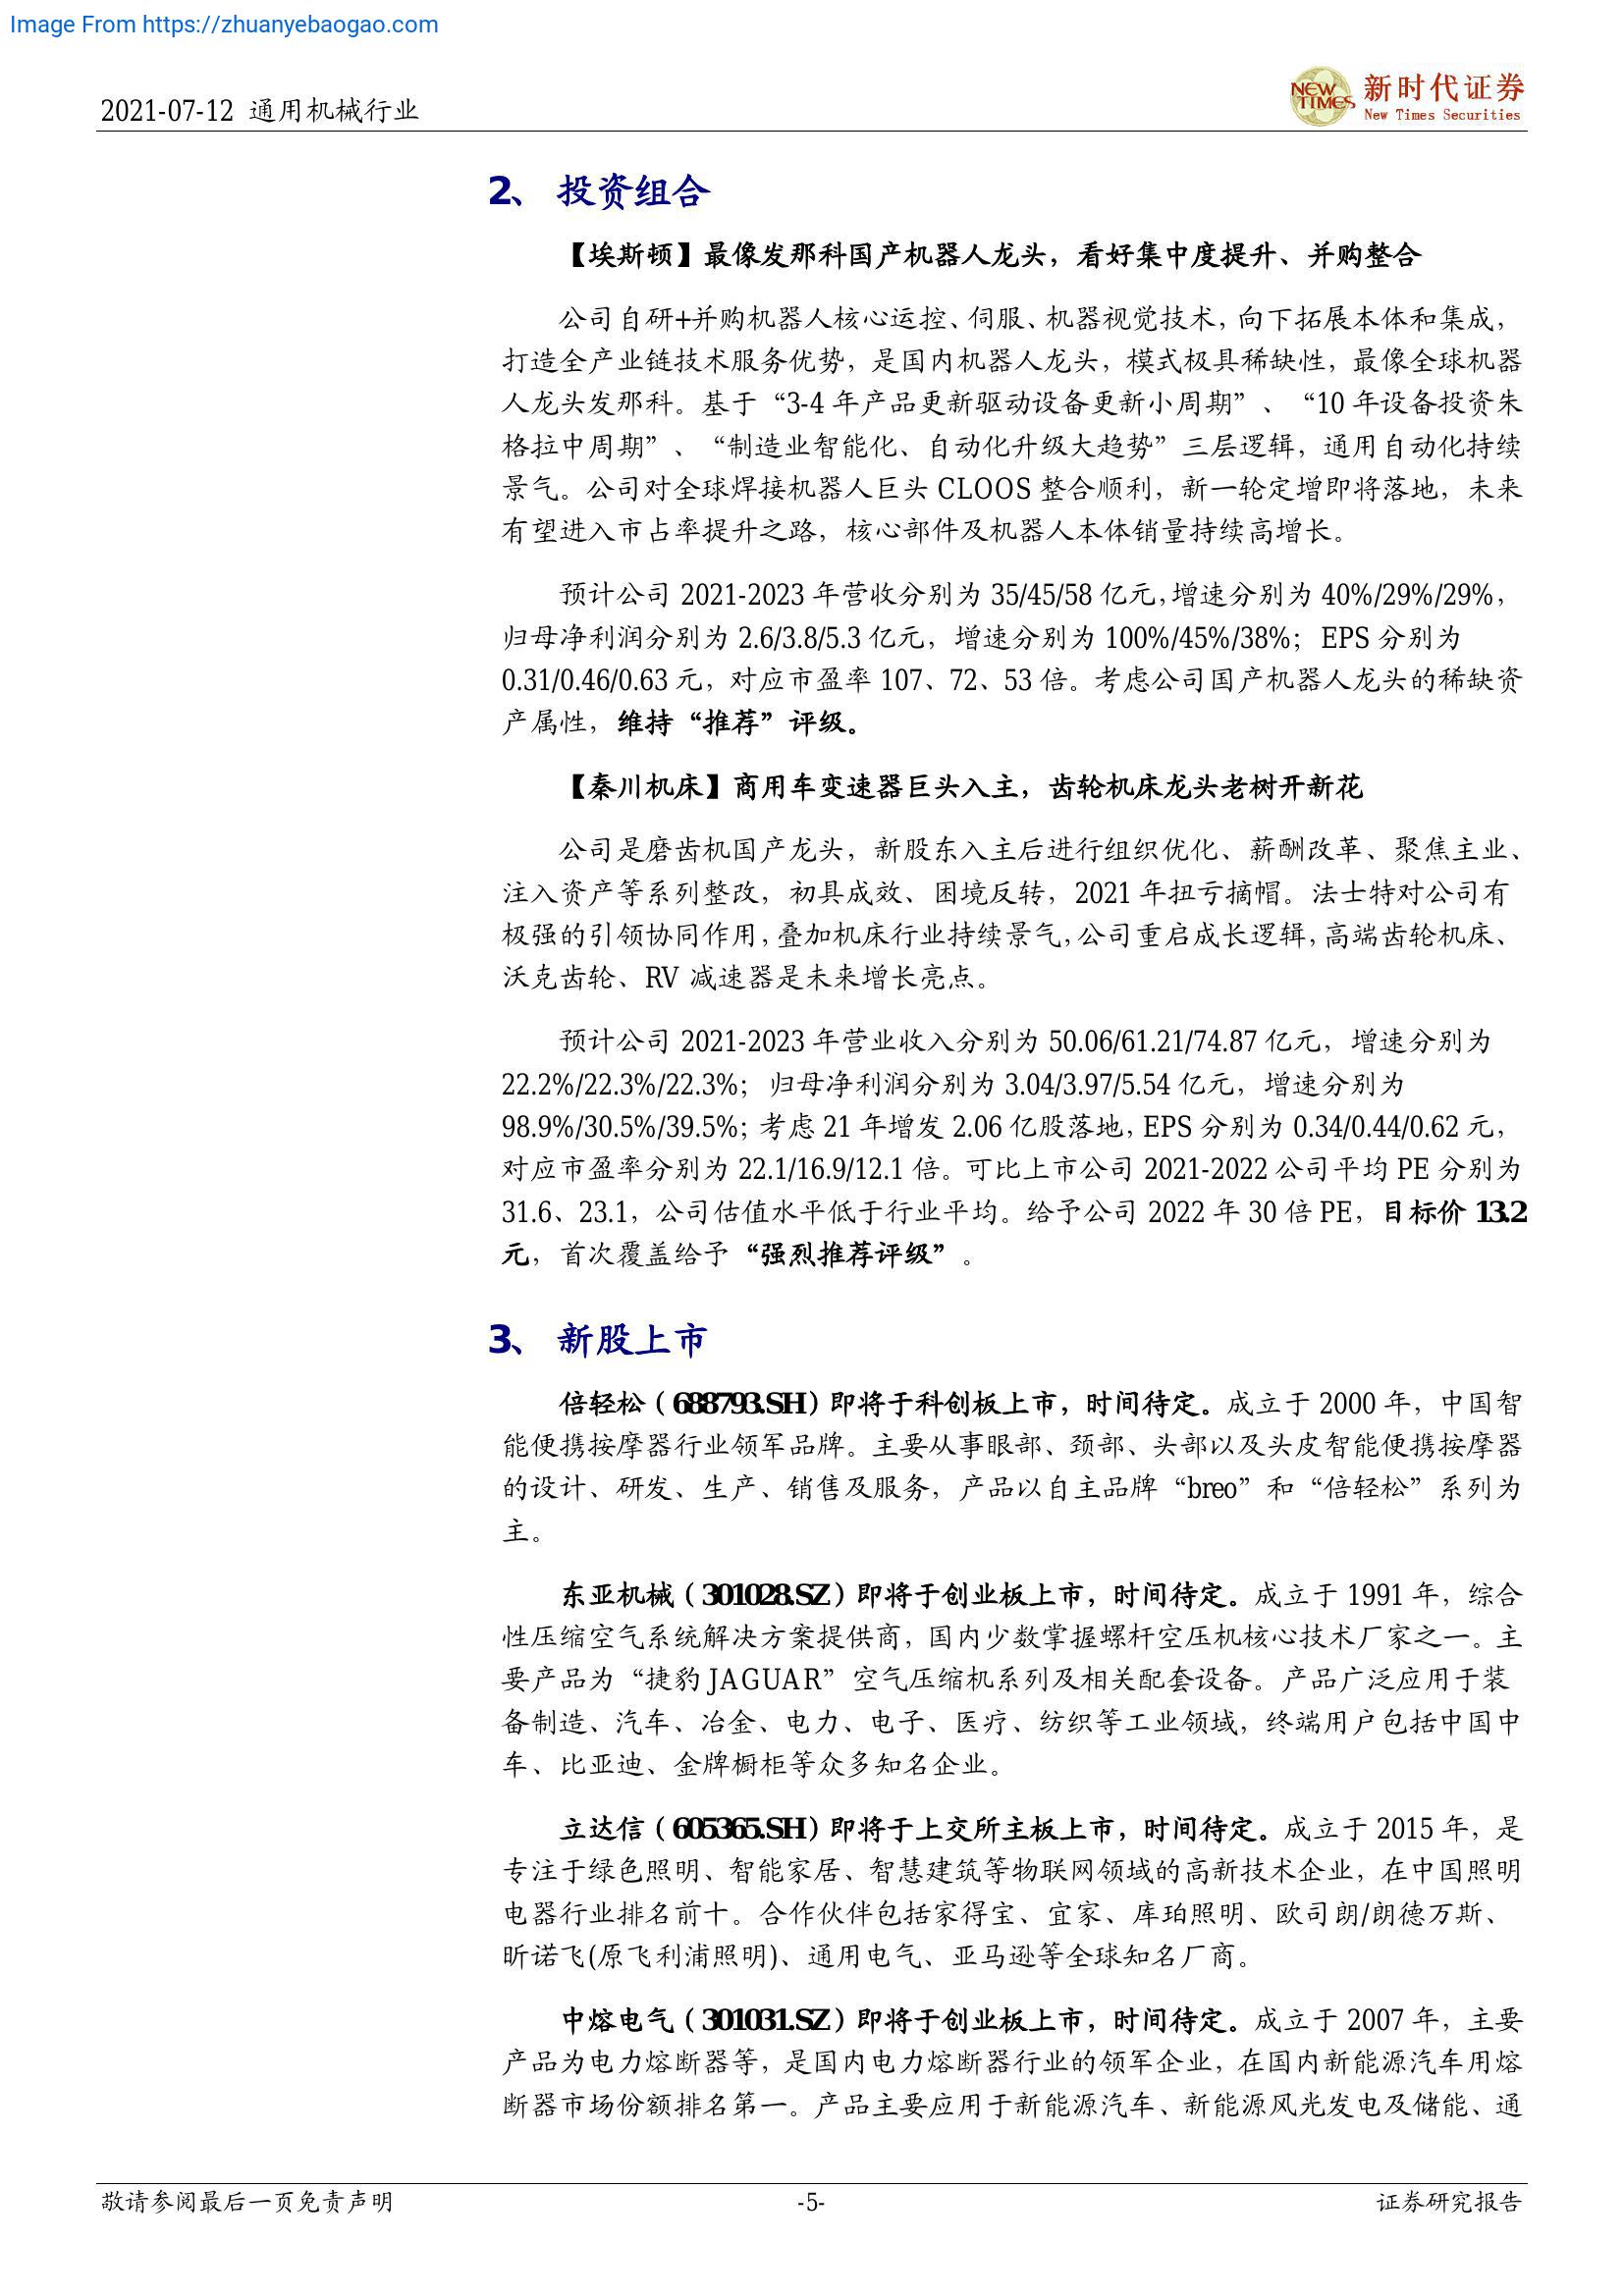 Image From https://zhuanyebaogao.com
2021-07-12 通用机械行业
NEW TIMES
新时代证券
New Times Securities
2、 投资组合
【埃斯顿】最像发那科国产机器人龙头，看好集中度提升、并购整合
公司自研+并购机器人核心运控、伺服、机器视觉技术，向下拓展本体和集成，
打造全产业链技术服务优势，是国内机器人龙头，模式极具稀缺性，最像全球机器
人龙头发那科。基于“3-4 年产品更新驱动设备更新小周期”、“10 年设备投资朱
格拉中周期”、“制造业智能化、自动化升级大趋势”三层逻辑，通用自动化持续
景气。公司对全球焊接机器人巨头 CLOOS 整合顺利，新一轮定增即将落地，未来
有望进入市占率提升之路，核心部件及机器人本体销量持续高增长。
预计公司 2021-2023 年营收分别为 35/45/58 亿元，增速分别为 40%/29%/29%，
归母净利润分别为 2.6/3.8/5.3 亿元，增速分别为 100%/45%/38%；EPS 分别为
0.31/0.46/0.63 元，对应市盈率 107、72、53 倍。考虑公司国产机器人龙头的稀缺资
产属性，维持“推荐”评级。
【秦川机床】商用车变速器巨头入主，齿轮机床龙头老树开新花
公司是磨齿机国产龙头，新股东入主后进行组织优化、薪酬改革、聚焦主业、
注入资产等系列整改，初具成效、困境反转，2021 年扭亏摘帽。法士特对公司有
极强的引领协同作用，叠加机床行业持续景气，公司重启成长逻辑，高端齿轮机床、
沃克齿轮、RV 减速器是未来增长亮点。
预计公司 2021-2023 年营业收入分别为 50.06/61.21/74.87 亿元，增速分别为
22.2%/22.3%/22.3%；归母净利润分别为 3.04/3.97/5.54 亿元，增速分别为
98.9%/30.5%/39.5%；考虑 21 年增发 2.06 亿股落地，EPS 分别为 0.34/0.44/0.62 元，
对应市盈率分别为 22.1/16.9/12.1 倍。可比上市公司 2021-2022 公司平均 PE 分别为
31.6、23.1，公司估值水平低于行业平均。给予公司 2022 年 30 倍 PE，目标价 13.2
元，首次覆盖给予“强烈推荐评级”。
3、 新股上市
倍轻松（688793.SH）即将于科创板上市，时间待定。成立于 2000 年，中国智
能便携按摩器行业领军品牌。主要从事眼部、颈部、头部以及头皮智能便携按摩器
的设计、研发、生产、销售及服务，产品以自主品牌“breo”和“倍轻松”系列为
主。
东亚机械（301028.SZ）即将于创业板上市，时间待定。成立于 1991 年，综合
性压缩空气系统解决方案提供商，国内少数掌握螺杆空压机核心技术厂家之一。主
要产品为“捷豹 JAGUAR”空气压缩机系列及相关配套设备。产品广泛应用于装
备制造、汽车、冶金、电力、电子、医疗、纺织等工业领域，终端用户包括中国中
车、比亚迪、金牌橱柜等众多知名企业。
立达信（605365.SH）即将于上交所主板上市，时间待定。成立于 2015 年，是
专注于绿色照明、智能家居、智慧建筑等物联网领域的高新技术企业，在中国照明
电器行业排名前十。合作伙伴包括家得宝、宜家、库珀照明、欧司朗/朗德万斯、
昕诺飞(原飞利浦照明)、通用电气、亚马逊等全球知名厂商。
中熔电气（301031.SZ）即将于创业板上市，时间待定。成立于 2007 年，主要
产品为电力熔断器等，是国内电力熔断器行业的领军企业，在国内新能源汽车用熔
断器市场份额排名第一。产品主要应用于新能源汽车、新能源风光发电及储能、通
敬请参阅最后一页免责声明
-5-
证券研究报告